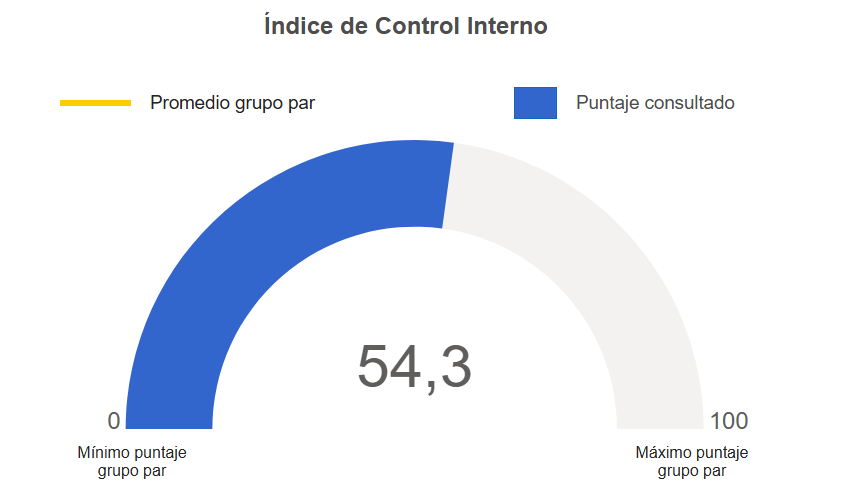 Índice de Control Interno
Promedio grupo par
Puntaje consultado
54,3
0
100
Mínimo puntaje
grupo par
Máximo puntaje
grupo par